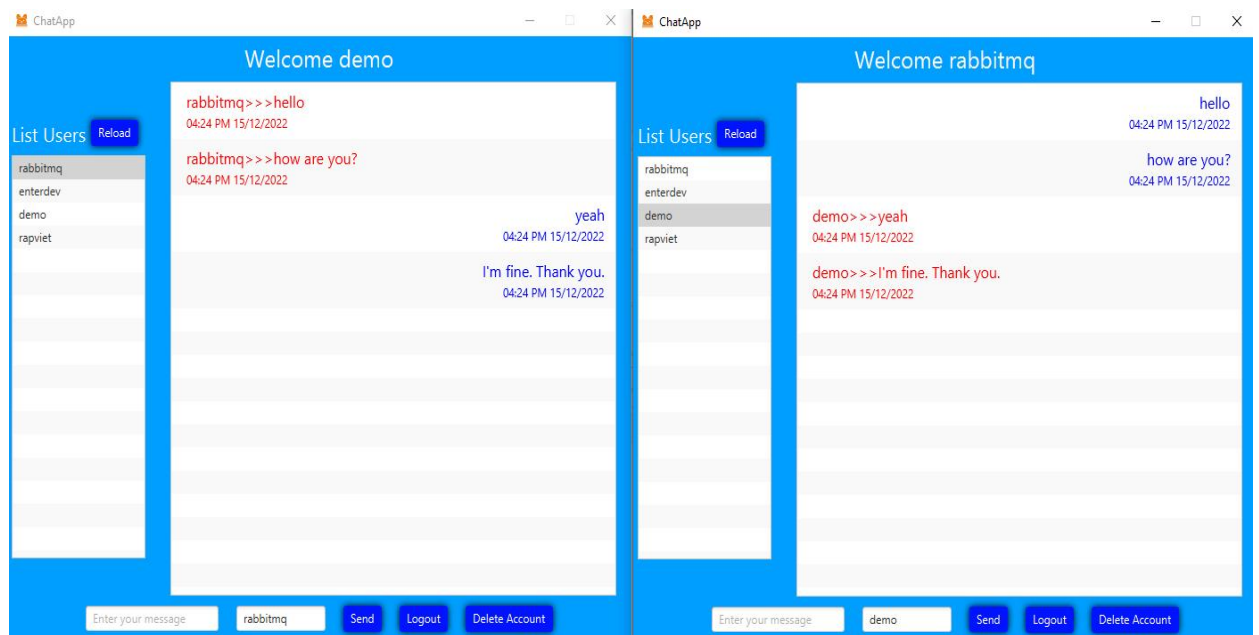 ChatApp
Welcome demo
List Users Reload
rabbitmq
enterdev
demo
rapviet
rabbitmq>>>hello
04:24 PM 15/12/2022
rabbitmq>>>how are you?
04:24 PM 15/12/2022
yeah
04:24 PM 15/12/2022
I'm fine. Thank you.
04:24 PM 15/12/2022
Enter your message rabbitmq Send Logout Delete Account
ChatApp
Welcome rabbitmq
List Users Reload
rabbitmq
enterdev
demo
rapviet
hello
04:24 PM 15/12/2022
how are you?
04:24 PM 15/12/2022
demo>>>yeah
04:24 PM 15/12/2022
demo>>>I'm fine. Thank you.
04:24 PM 15/12/2022
Enter your message demo Send Logout Delete Account